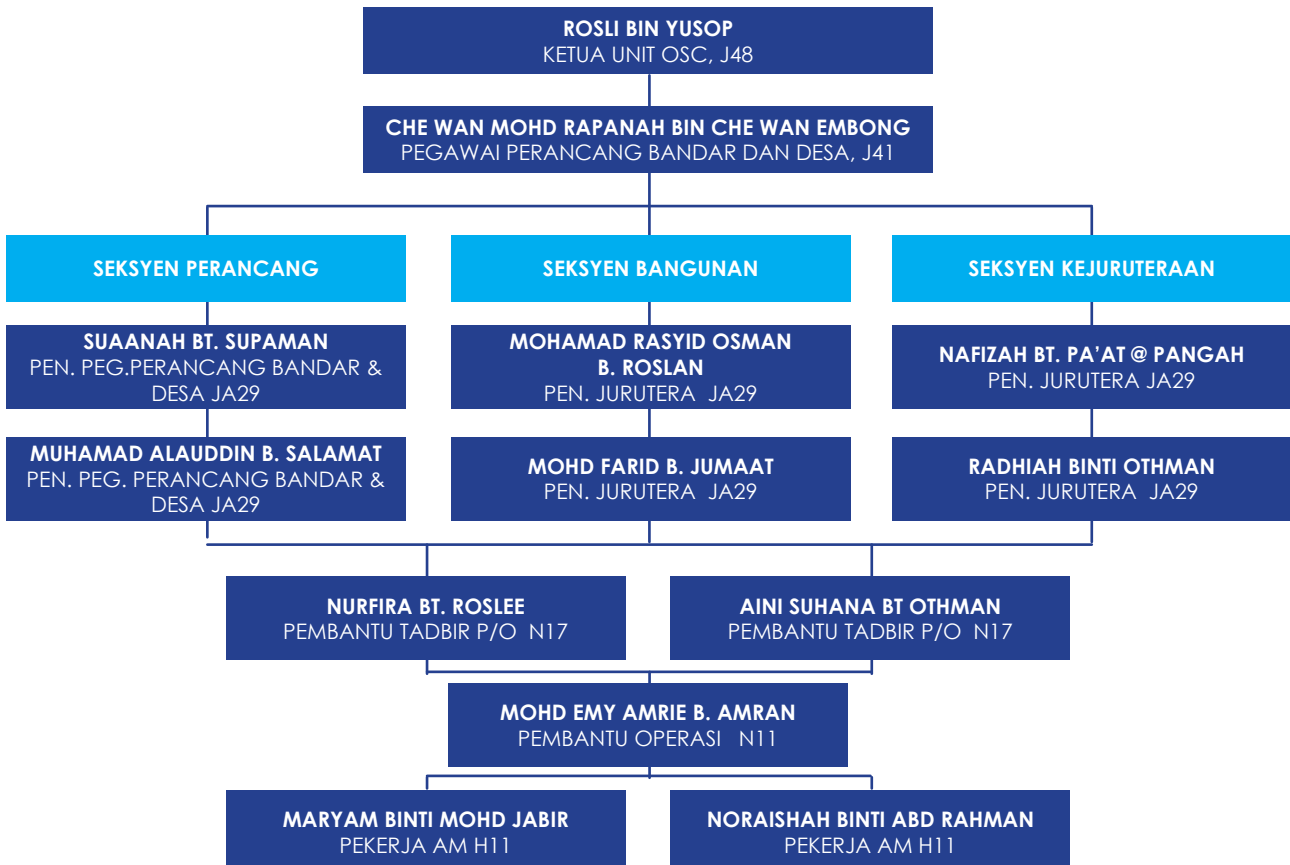 ROSLI BIN YUSOP
KETUA UNIT OSC, J48
CHE WAN MOHD RAPANAH BIN CHE WAN EMBONG
PEGAWAI PERANCANG BANDAR DAN DESA, J41
SEKSYEN PERANCANG
SUAANAH BT. SUPAMAN
PEN. PEG.PERANCANG BANDAR &
DESA JA29
MUHAMAD ALAUDDIN B. SALAMAT
PEN. PEG. PERANCANG BANDAR &
DESA JA29
SEKSYEN BANGUNAN
MOHAMAD RASYID OSMAN
B. ROSLAN
PEN. JURUTERA JA29
MOHD FARID B. JUMAAT
PEN. JURUTERA JA29
SEKSYEN KEJURUTERAAN
NAFIZAH BT. PA’AT @ PANGAH
PEN. JURUTERA JA29
RADHIAH BINTI OTHMAN
PEN. JURUTERA JA29
NURFIRA BT. ROSLEE
PEMBANTU TADBIR P/O N17
AINI SUHANA BT OTHMAN
PEMBANTU TADBIR P/O N17
MOHD EMY AMRIE B. AMRAN
PEMBANTU OPERASI N11
MARYAM BINTI MOHD JABIR
PEKERJA AM H11
NORAISHAH BINTI ABD RAHMAN
PEKERJA AM H11